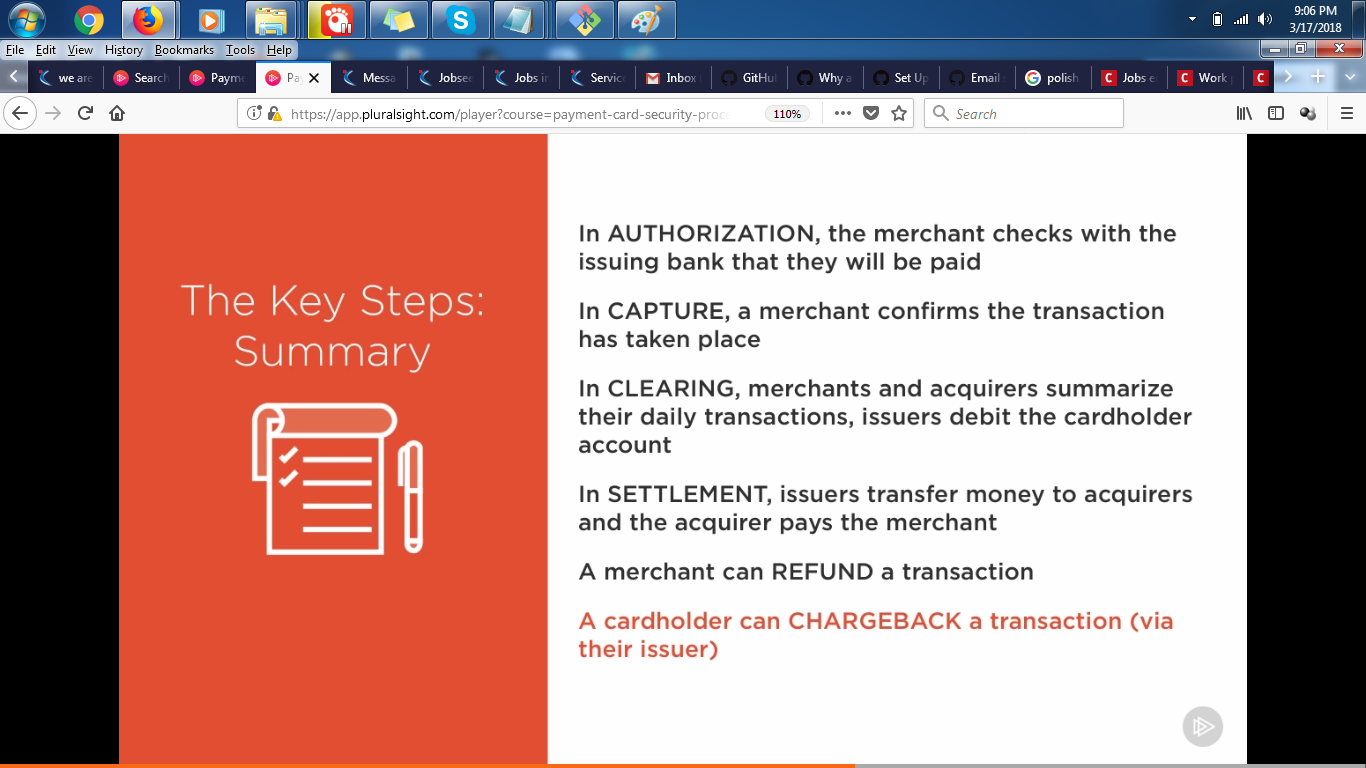 9:06 PM
3/17/2018
File Edit View History Bookmarks Tools Help
we are
Search
Payme
Pay
Messa
Jobsee
Jobs in
Service
Inbox
GitHul
Why a
Set Up
Email
polish
Jobs e
Work
https://app.pluralsight.com/player?course=payment-card-security-proc
110%
Search
The Key Steps:
Summary
In AUTHORIZATION, the merchant checks with the
issuing bank that they will be paid
In CAPTURE, a merchant confirms the transaction
has taken place
In CLEARING, merchants and acquirers summarize
their daily transactions, issuers debit the cardholder
account
In SETTLEMENT, issuers transfer money to acquirers
and the acquirer pays the merchant
A merchant can REFUND a transaction
A cardholder can CHARGEBACK a transaction (via
their issuer)